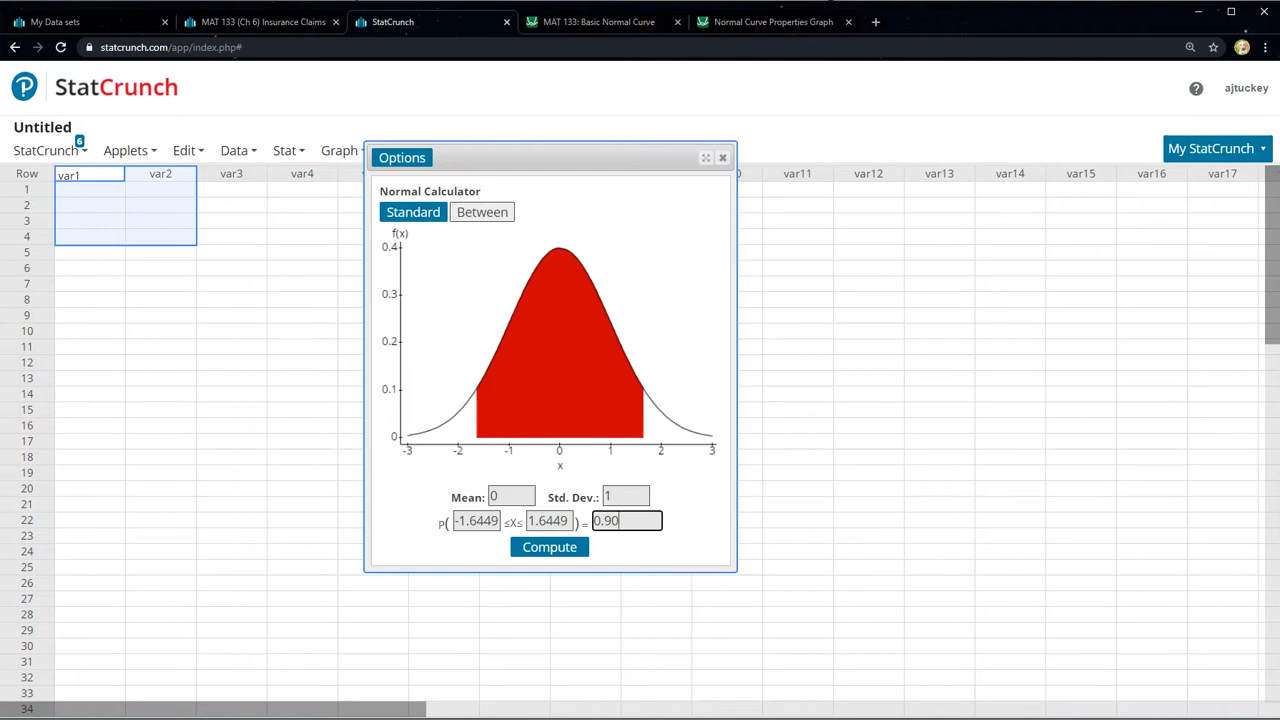 My Data sets × MAT 133 (Ch 6) Insurance Claims × StatCrunch × MAT 133: Basic Normal Curve × Normal Curve Properties Graph × +
statcrunch.com/app/index.php#
P StatCrunch ? ajtuckey
Untitled
StatCrunch 6 Applets Edit Data Stat Graph My StatCrunch
Options
Row var1 var2 var3 var4 0 var11 var12 var13 var14 var15 var16 var17
1
2
3
4
5
6
7
8
9
10
11
12
13
14
15
16
17
18
19
20
21
22
23
24
25
26
27
28
29
30
31
32
33
34
Normal Calculator
Standard Between
f(x)
0.4
0.3
0.2
0.1
0
-3 -2 -1 0 1 2 3
x
Mean: 0 Std. Dev.: 1
P( -1.6449 ≤X≤ 1.6449 ) = 0.90
Compute